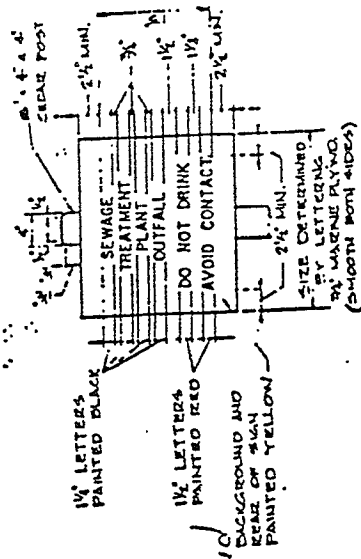 4" x 4"
CEDAR POST
2½" MIN.
1½"
1½"
2½" MIN.
SEWAGE
TREATMENT
PLANT
OUTFALL
DO NOT DRINK
AVOID CONTACT
1¼" LETTERS
PAINTED BLACK
1½" LETTERS
PAINTED RED
BACKGROUND AND
REAR OF SIGN
PAINTED YELLOW
2½" MIN.
SIZE DETERMINED
BY LETTERING
MARINE PLYWD.
(SMOOTH BOTH SIDES)